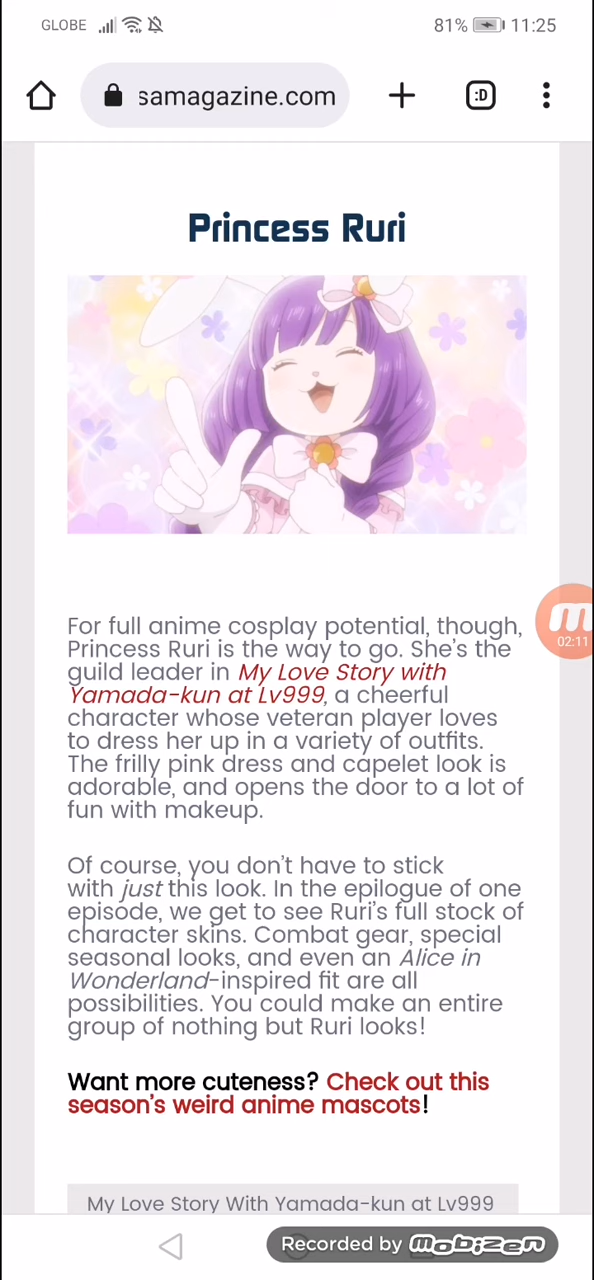 GLOBE 81% 11:25
samagazine.com :D
Princess Ruri
For full anime cosplay potential, though,
Princess Ruri is the way to go. She's the
guild leader in My Love Story with
Yamada-kun at Lv999, a cheerful
character whose veteran player loves
to dress her up in a variety of outfits.
The frilly pink dress and capelet look is
adorable, and opens the door to a lot of
fun with makeup.
02:11
Of course, you don't have to stick
with just this look. In the epilogue of one
episode, we get to see Ruri's full stock of
character skins. Combat gear, special
seasonal looks, and even an Alice in
Wonderland-inspired fit are all
possibilities. You could make an entire
group of nothing but Ruri looks!
Want more cuteness? Check out this
season's weird anime mascots!
My Love Story With Yamada-kun at Lv999
Recorded by mobizen